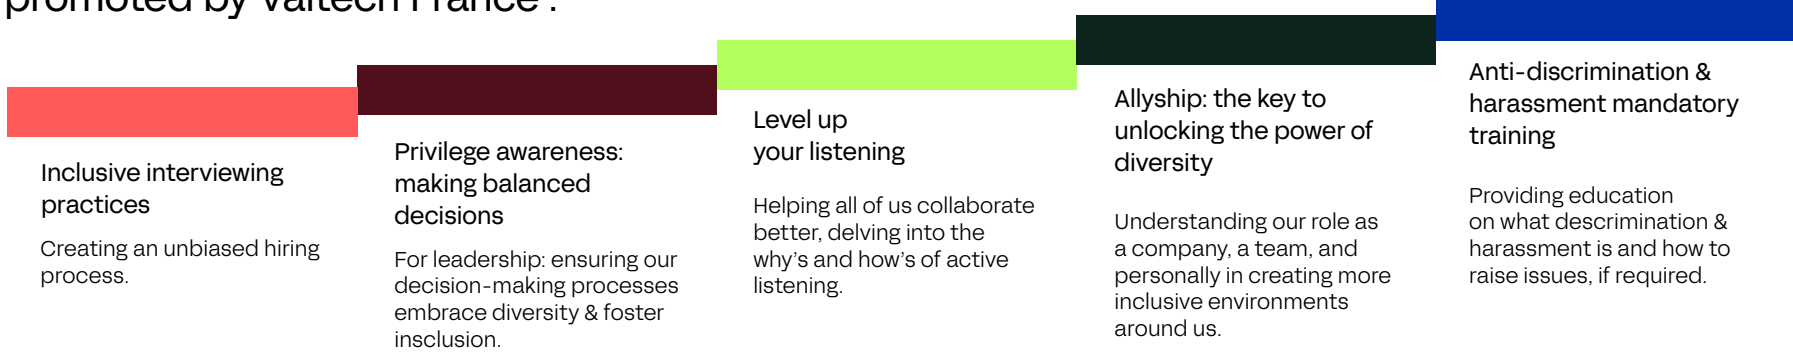 promoted by Valtech France :
Inclusive interviewing
practices
Creating an unbiased hiring
process.
Privilege awareness:
making balanced
decisions
For leadership: ensuring our
decision-making processes
embrace diversity & foster
insclusion.
Level up
your listening
Helping all of us collaborate
better, delving into the
why's and how's of active
listening.
Allyship: the key to
unlocking the power of
diversity
Understanding our role as
a company, a team, and
personally in creating more
inclusive environments
around us.
Anti-discrimination &
harassment mandatory
training
Providing education
on what descrimination &
harassment is and how to
raise issues, if required.